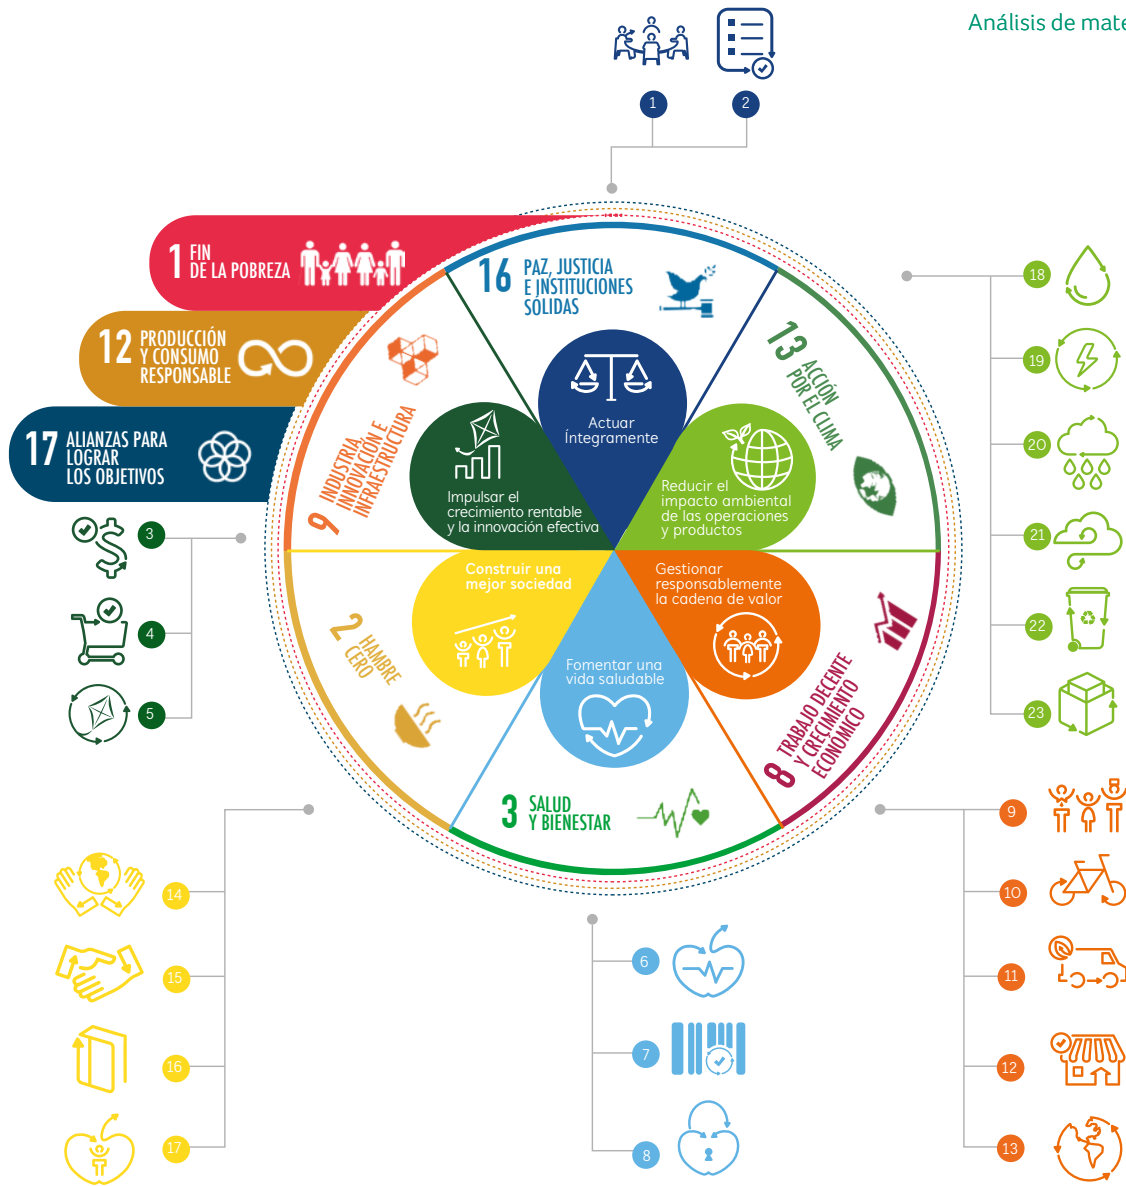 Análisis de mate
1
2
1 FIN
DE LA POBREZA
12 PRODUCCIÓN
Y CONSUMO
RESPONSABLE
17 ALIANZAS PARA
LOGRAR
LOS OBJETIVOS
16 PAZ, JUSTICIA
E INSTITUCIONES
SÓLIDAS
13 ACCIÓN
POR EL CLIMA
9 INDUSTRIA,
INNOVACIÓN E
INFRAESTRUCTURA
Actuar
Íntegramente
Impulsar el
crecimiento rentable
y la innovación efectiva
Reducir el
impacto ambiental
de las operaciones
y productos
Construir una
mejor sociedad
Gestionar
responsablemente
la cadena de valor
Fomentar una
vida saludable
2 HAMBRE
CERO
3 SALUD
Y BIENESTAR
8 TRABAJO DECENTE
Y CRECIMIENTO
ECONÓMICO
3
4
5
18
19
20
21
22
23
14
15
16
17
6
7
8
9
10
11
12
13